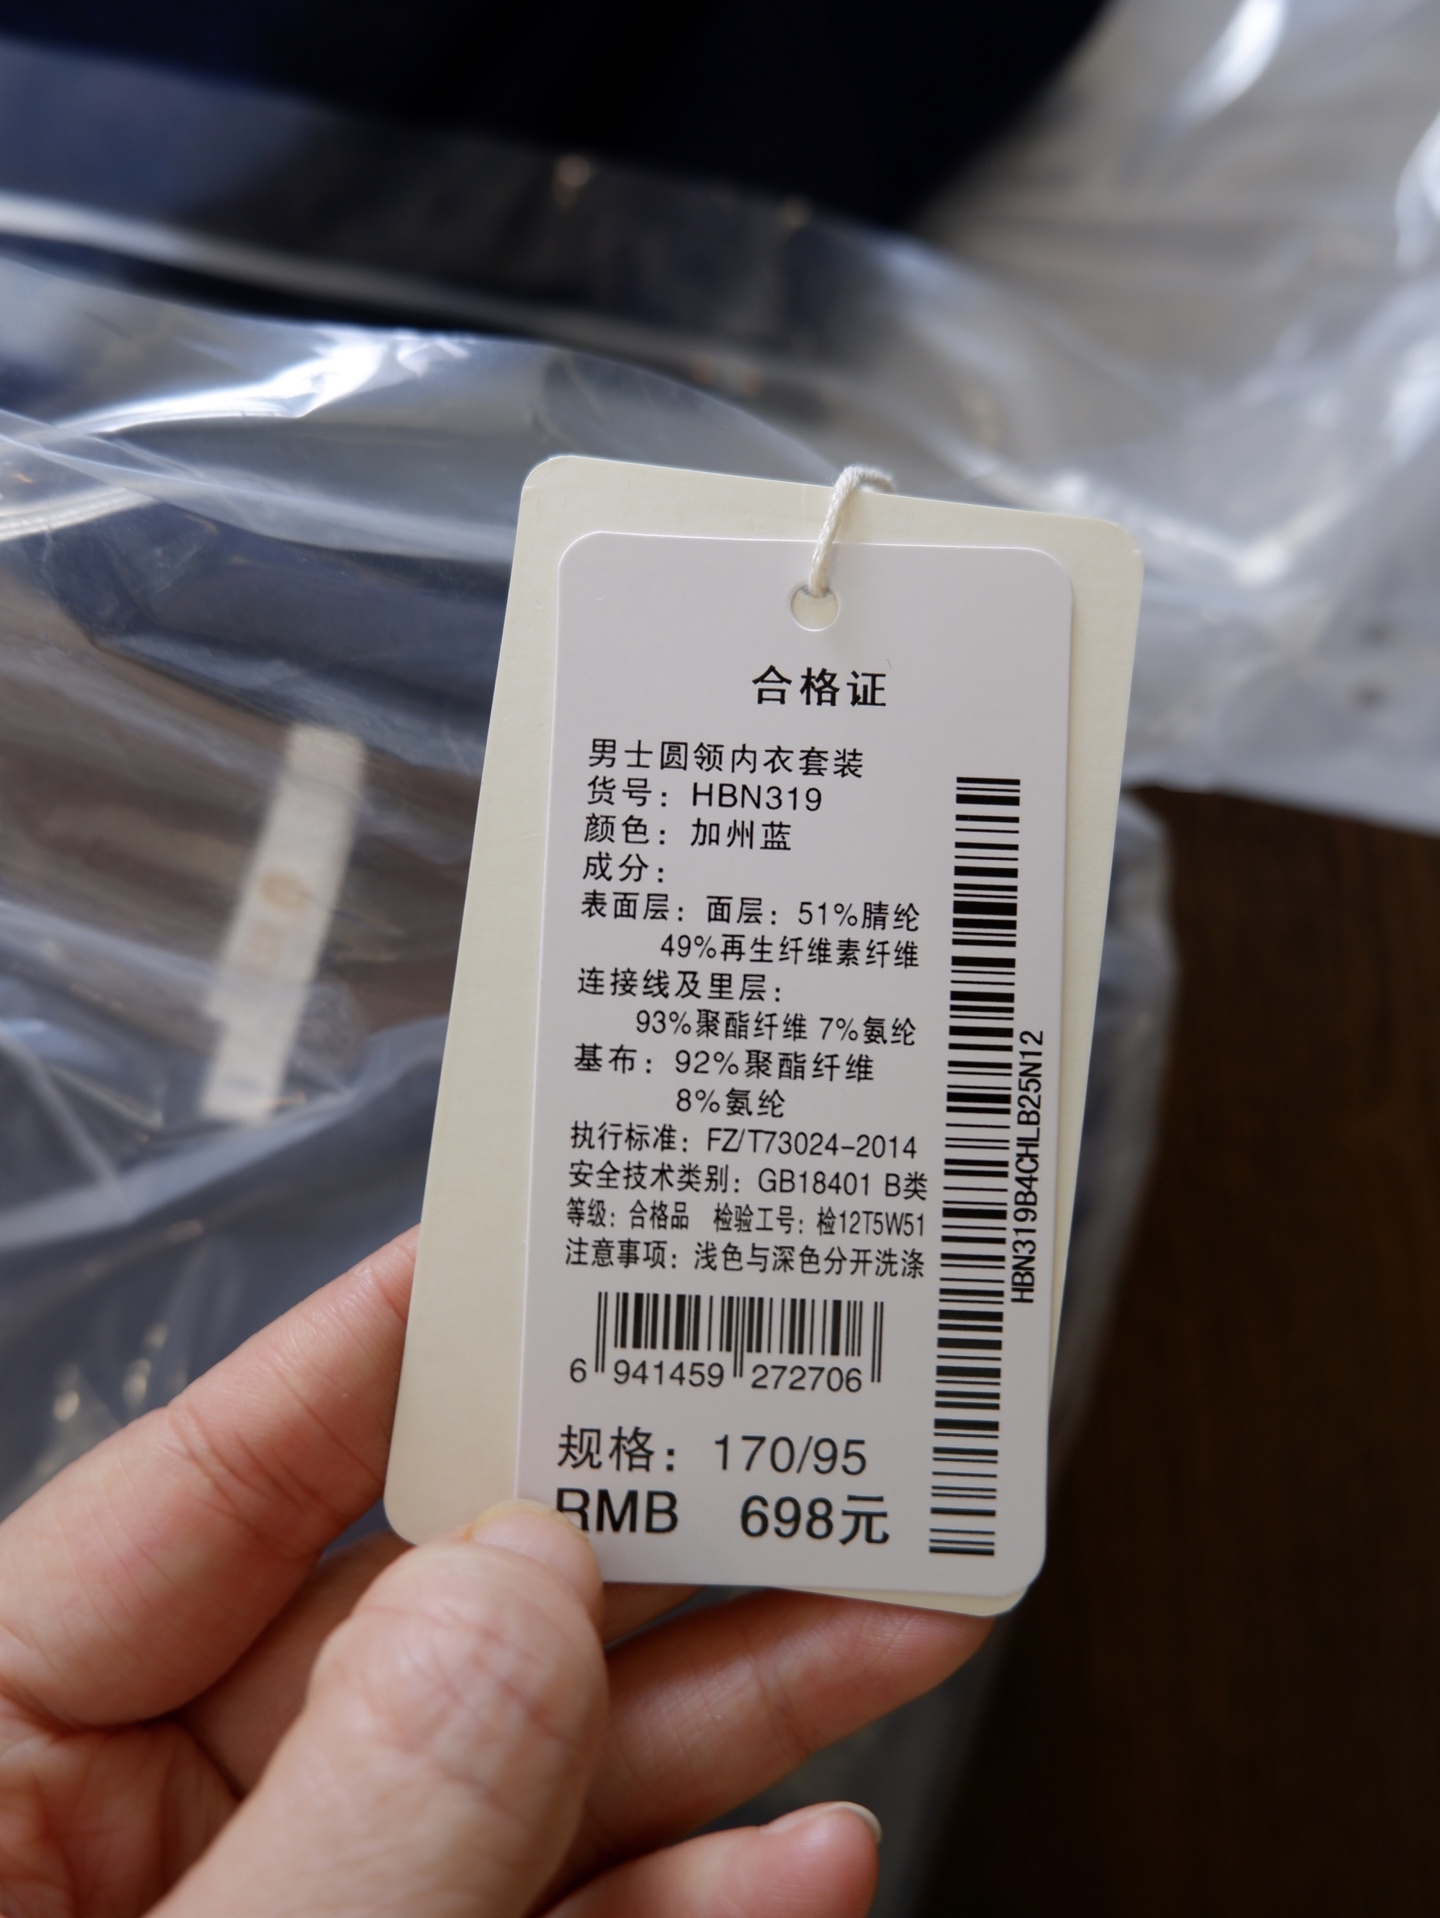 合格证
男士圆领内衣套装
货号：HBN319
颜色：加州蓝
成分：
表面层：面层：51%腈纶
49%再生纤维素纤维
连接线及里层：
93%聚酯纤维 7%氨纶
基布：92%聚酯纤维
8%氨纶
执行标准：FZ/T73024-2014
安全技术类别：GB18401 B类
等级：合格品 检验工号：检12T5W51
注意事项：浅色与深色分开洗涤
6 941459 272706
规格：170/95
RMB 698元
HBN319B4CHLB25N12